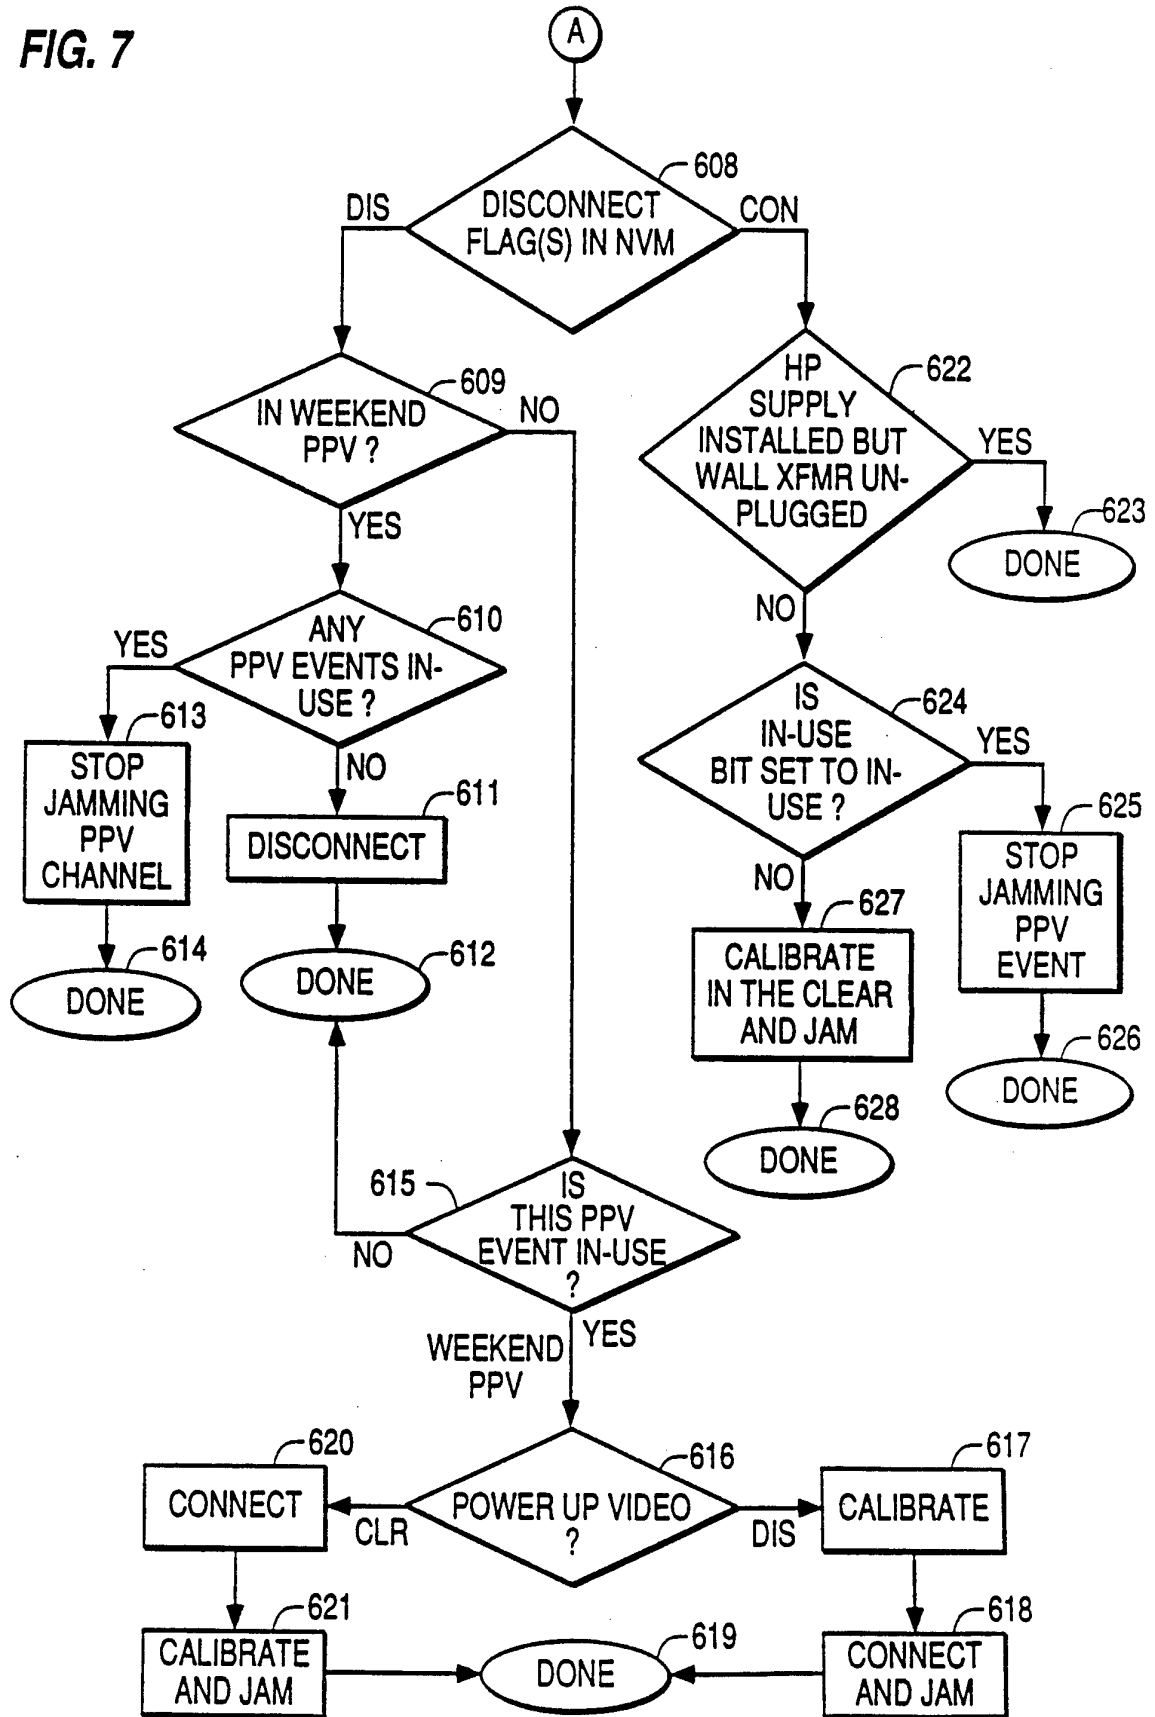 FIG. 7
A
608
DISCONNECT
FLAG(S) IN NVM
DIS
CON
609
IN WEEKEND
PPV ?
NO
YES
HP
SUPPLY
INSTALLED BUT
WALL XFMR UN-
PLUGGED
622
YES
623
DONE
NO
610
ANY
PPV EVENTS IN-
USE ?
YES
NO
613
STOP
JAMMING
PPV
CHANNEL
614
DONE
611
DISCONNECT
612
DONE
IS
IN-USE
BIT SET TO IN-
USE ?
624
YES
NO
625
STOP
JAMMING
PPV
EVENT
626
DONE
627
CALIBRATE
IN THE CLEAR
AND JAM
628
DONE
615
IS
THIS PPV
EVENT IN-USE
?
NO
YES
WEEKEND
PPV
616
POWER UP VIDEO
?
CLR
DIS
620
CONNECT
617
CALIBRATE
621
CALIBRATE
AND JAM
619
DONE
618
CONNECT
AND JAM